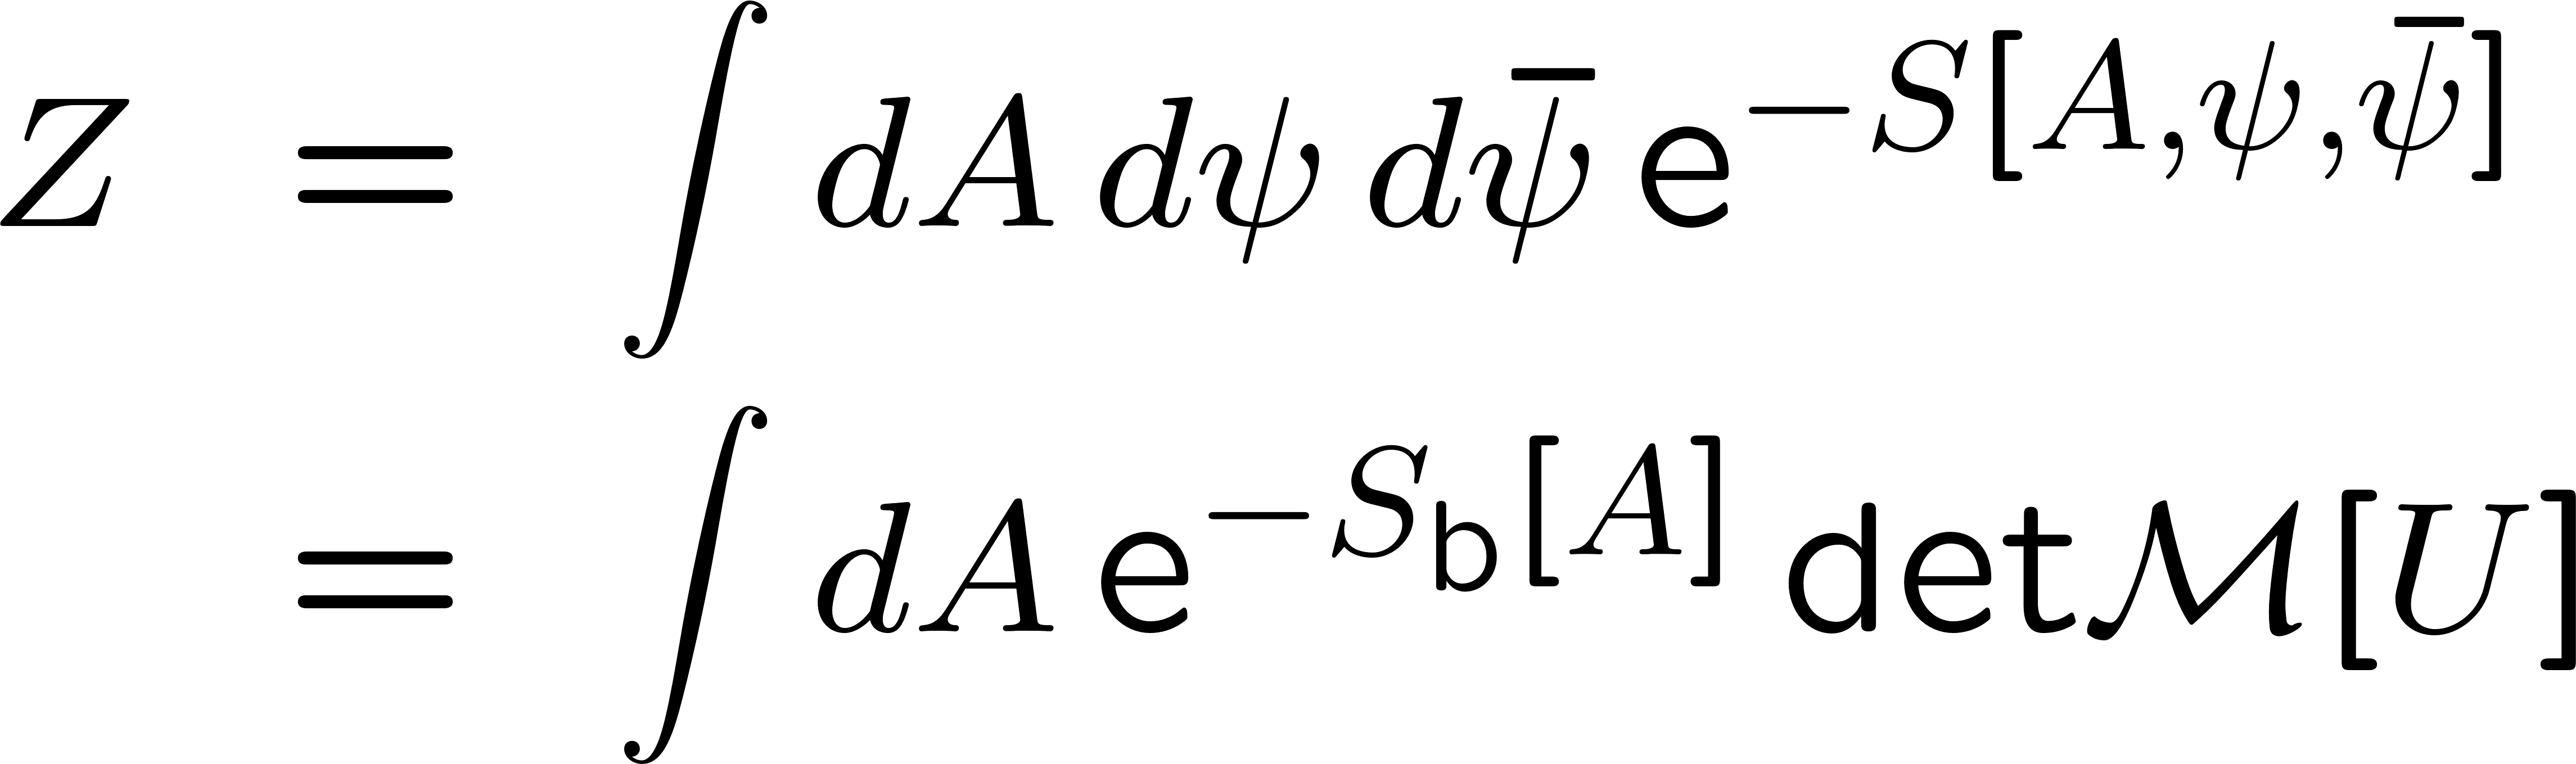 Z = ∫ dA dψ dψ̄ e^{−S[A,ψ,ψ̄]}
= ∫ dA e^{−S_b[A]} detℳ[U]